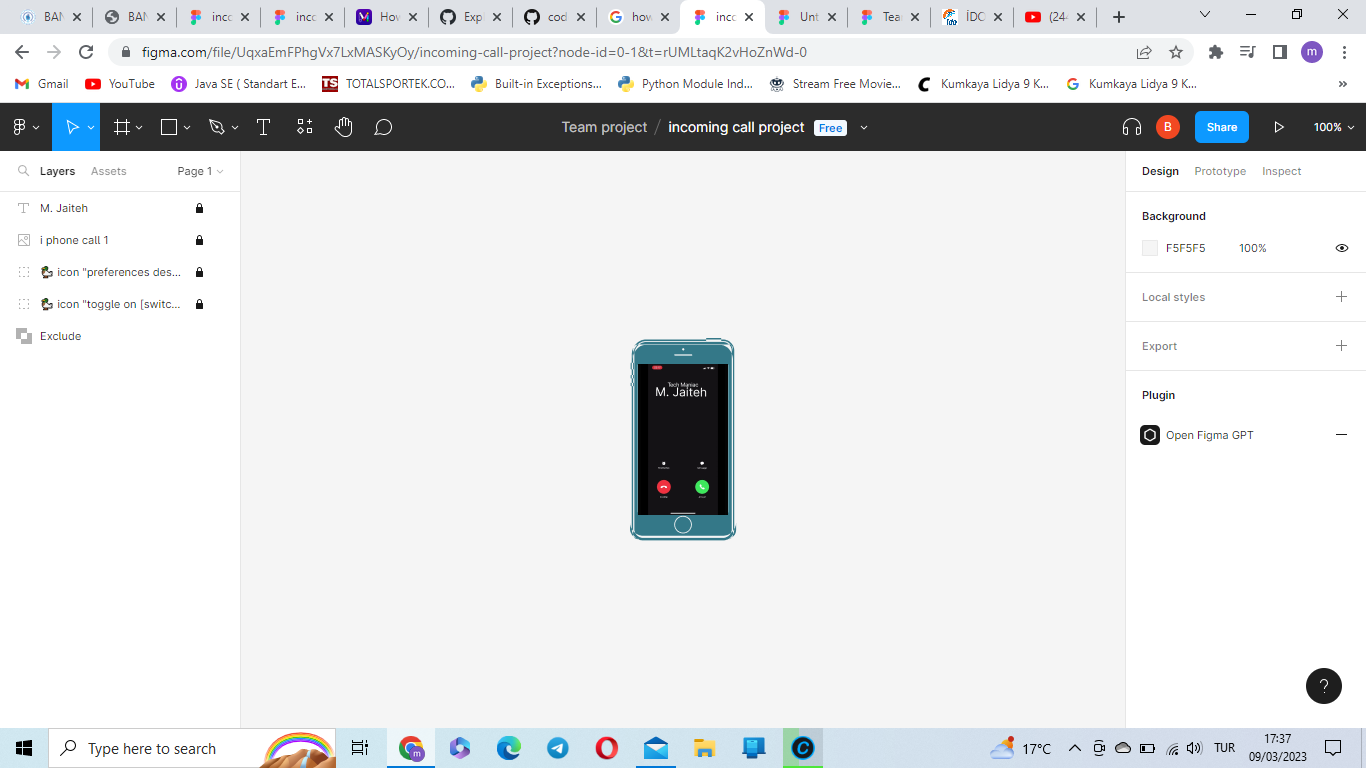 BAN
BAN
inco
inco
How
Exp
cod
how
inco
Unt
Tea
İDC
(244
figma.com/file/UqxaEmFPhgVx7LxMASKyOy/incoming-call-project?node-id=0-1&t=rUMLtaqK2vHoZnWd-0
m
Gmail
YouTube
Java SE ( Standart E...
TS
TOTALSPORTEK.CO...
Built-in Exceptions...
Python Module Ind...
Stream Free Movie...
Kumkaya Lidya 9 K...
Kumkaya Lidya 9 K...
»
Team project / incoming call project Free
B
Share
100%
Layers
Assets
Page 1
M. Jaiteh
i phone call 1
icon "preferences des...
icon "toggle on [switc...
Exclude
Tech Maniac
M. Jaiteh
Design
Prototype
Inspect
Background
F5F5F5
100%
Local styles
Export
Plugin
Open Figma GPT
?
Type here to search
17°C
TUR
17:37
09/03/2023